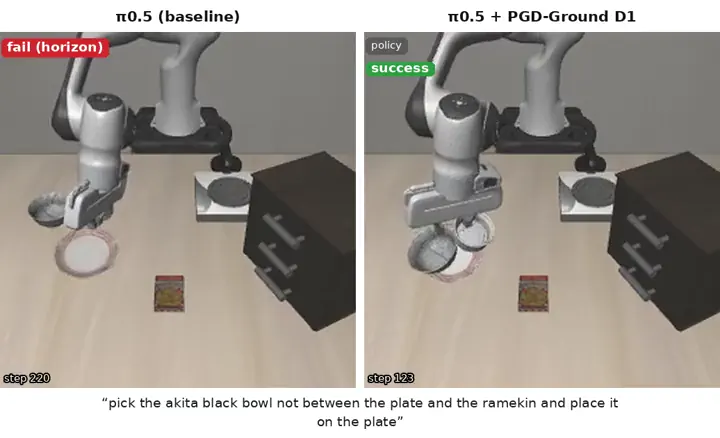 π0.5 (baseline)
π0.5 + PGD-Ground D1
fail (horizon)
policy
success
step 220
step 123
“pick the akita black bowl not between the plate and the ramekin and place it
on the plate”